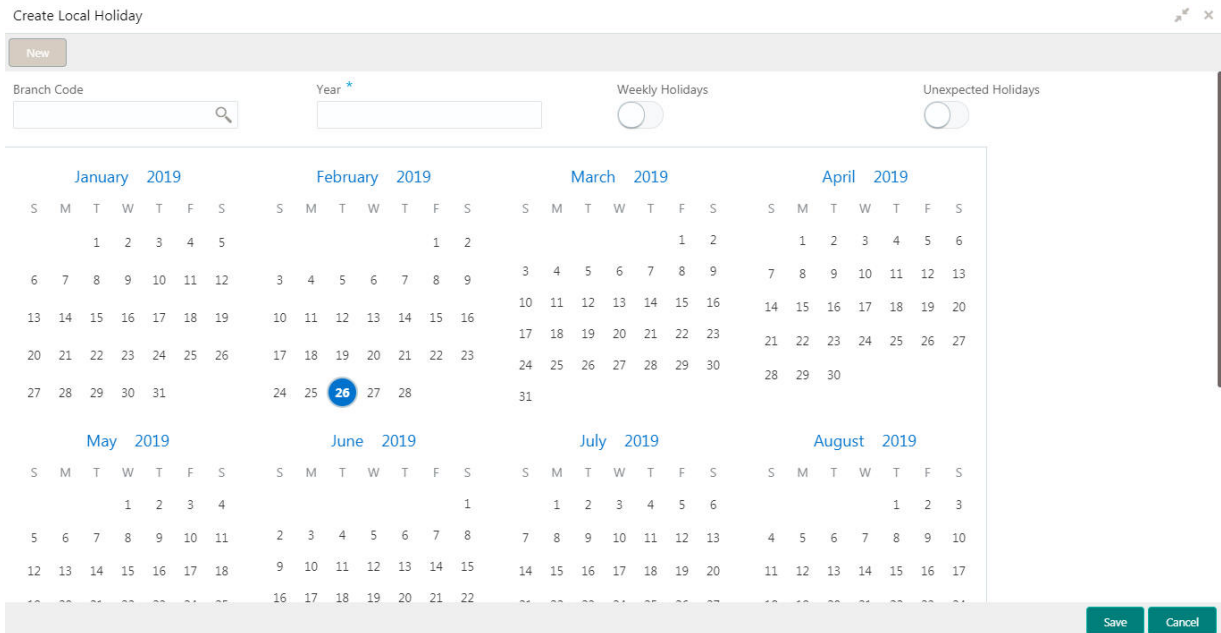 Create Local Holiday
New
Branch Code Year * Weekly Holidays Unexpected Holidays
January 2019 February 2019 March 2019 April 2019
S M T W T F S S M T W T F S S M T W T F S S M T W T F S
1 2 3 4 5 1 2 1 2 1 2 3 4 5 6
6 7 8 9 10 11 12 3 4 5 6 7 8 9 3 4 5 6 7 8 9 7 8 9 10 11 12 13
13 14 15 16 17 18 19 10 11 12 13 14 15 16 10 11 12 13 14 15 16 14 15 16 17 18 19 20
20 21 22 23 24 25 26 17 18 19 20 21 22 23 17 18 19 20 21 22 23 21 22 23 24 25 26 27
27 28 29 30 31 24 25 26 27 28 24 25 26 27 28 29 30 28 29 30
31
May 2019 June 2019 July 2019 August 2019
S M T W T F S S M T W T F S S M T W T F S S M T W T F S
1 2 3 4 1 1 2 3 4 5 6 1 2 3
5 6 7 8 9 10 11 2 3 4 5 6 7 8 7 8 9 10 11 12 13 4 5 6 7 8 9 10
12 13 14 15 16 17 18 9 10 11 12 13 14 15 14 15 16 17 18 19 20 11 12 13 14 15 16 17
16 17 18 19 20 21 22
Save Cancel